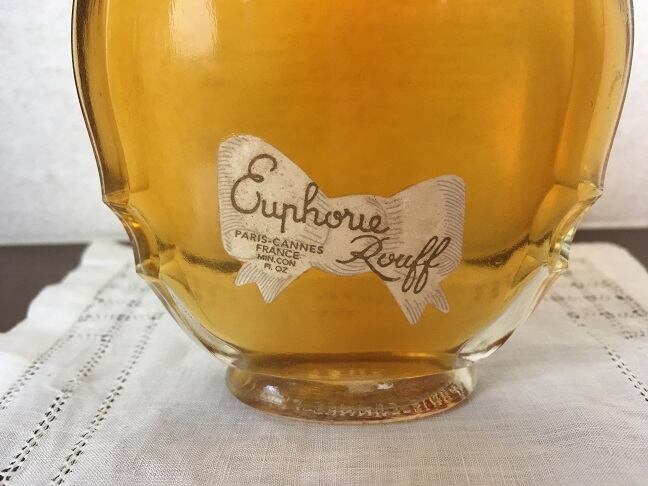 Euphorie
PARIS-CANNES
FRANCE
MIN.CON
FL. OZ
Rouff